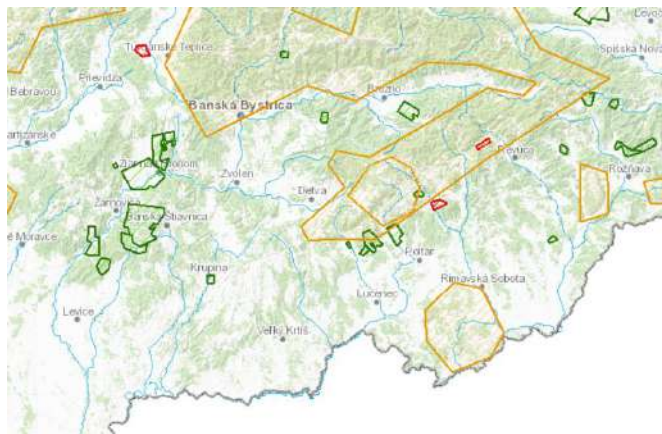 Levoč
Turčianske Teplice
Spišská Nová
Prievidza
Bebravou
Brezno
Banská Bystrica
artizánske
Revúca
Žiar nad Hronom
Rožňava
Zvolen
Detva
Žarnovica
Banská Štiavnica
é Moravce
Poltár
Krupina
Rimavská Sobota
Lučenec
Levice
Veľký Krtíš